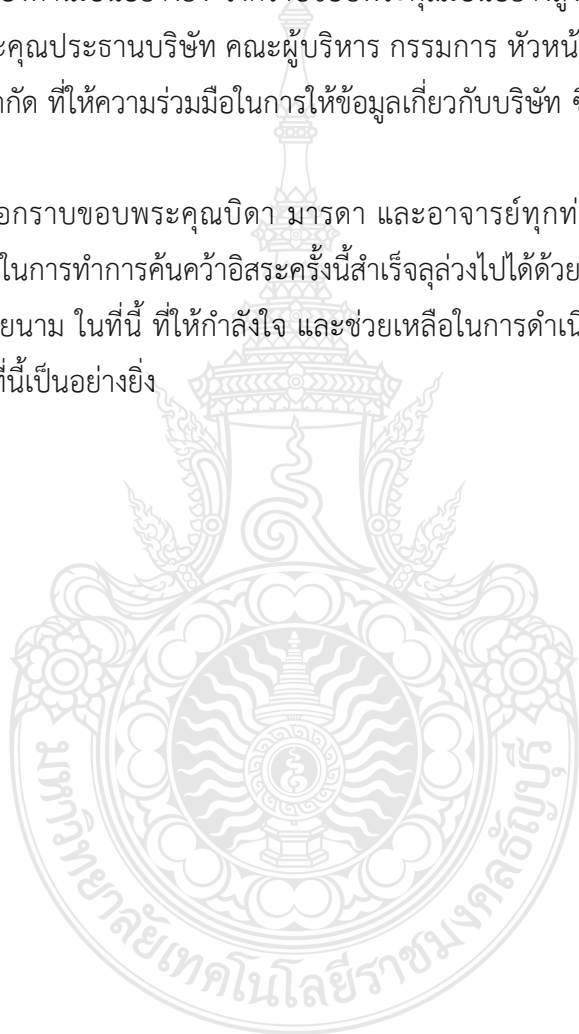 ะคุณประธานบริษัท คณะผู้บริหาร กรรมการ หัวหน้
ากัด ที่ให้ความร่วมมือในการให้ข้อมูลเกี่ยวกับบริษัท ซึ
อกราบขอบพระคุณบิดา มารดา และอาจารย์ทุกท่
ในการทำการค้นคว้าอิสระครั้งนี้สำเร็จลุล่วงไปได้ด้วย
ยนาม ในที่นี้ ที่ให้กำลังใจ และช่วยเหลือในการดำเนิ
ที่นี้เป็นอย่างยิ่ง
มหาวิทยาลัยเทคโนโลยีราชมงคลธัญบุรี